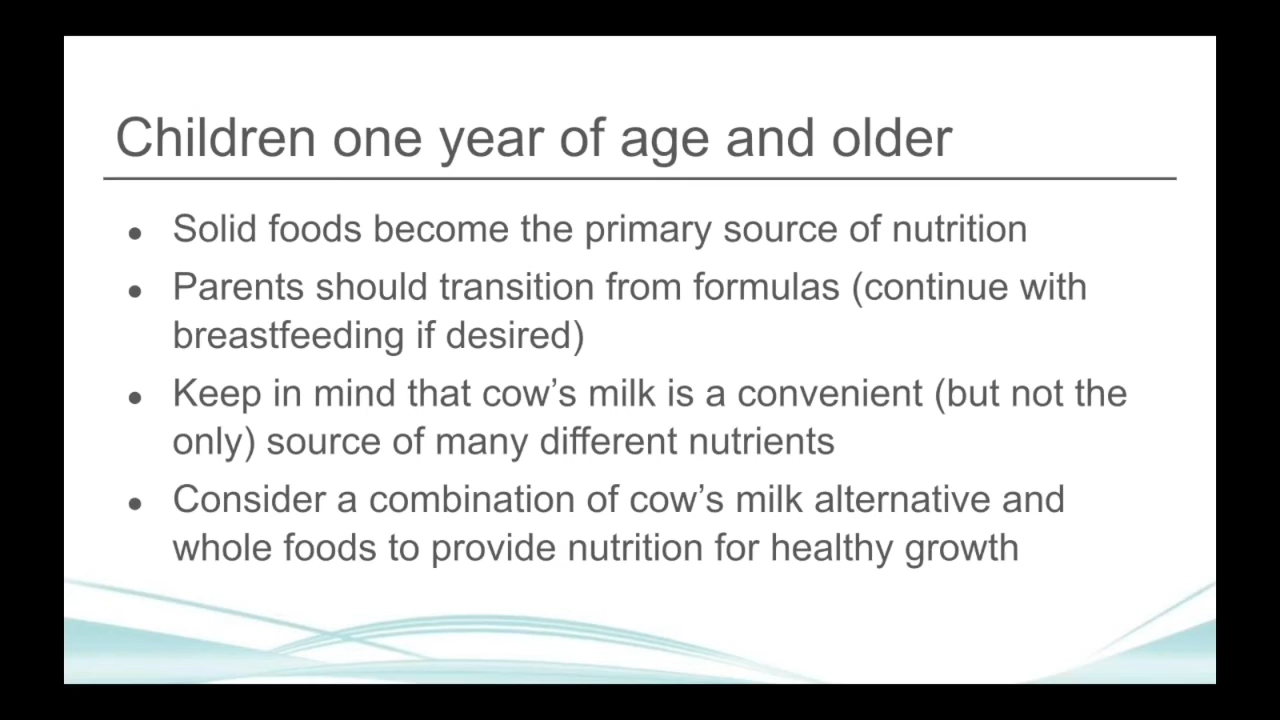 Children one year of age and older
● Solid foods become the primary source of nutrition
● Parents should transition from formulas (continue with
breastfeeding if desired)
● Keep in mind that cow’s milk is a convenient (but not the
only) source of many different nutrients
● Consider a combination of cow’s milk alternative and
whole foods to provide nutrition for healthy growth